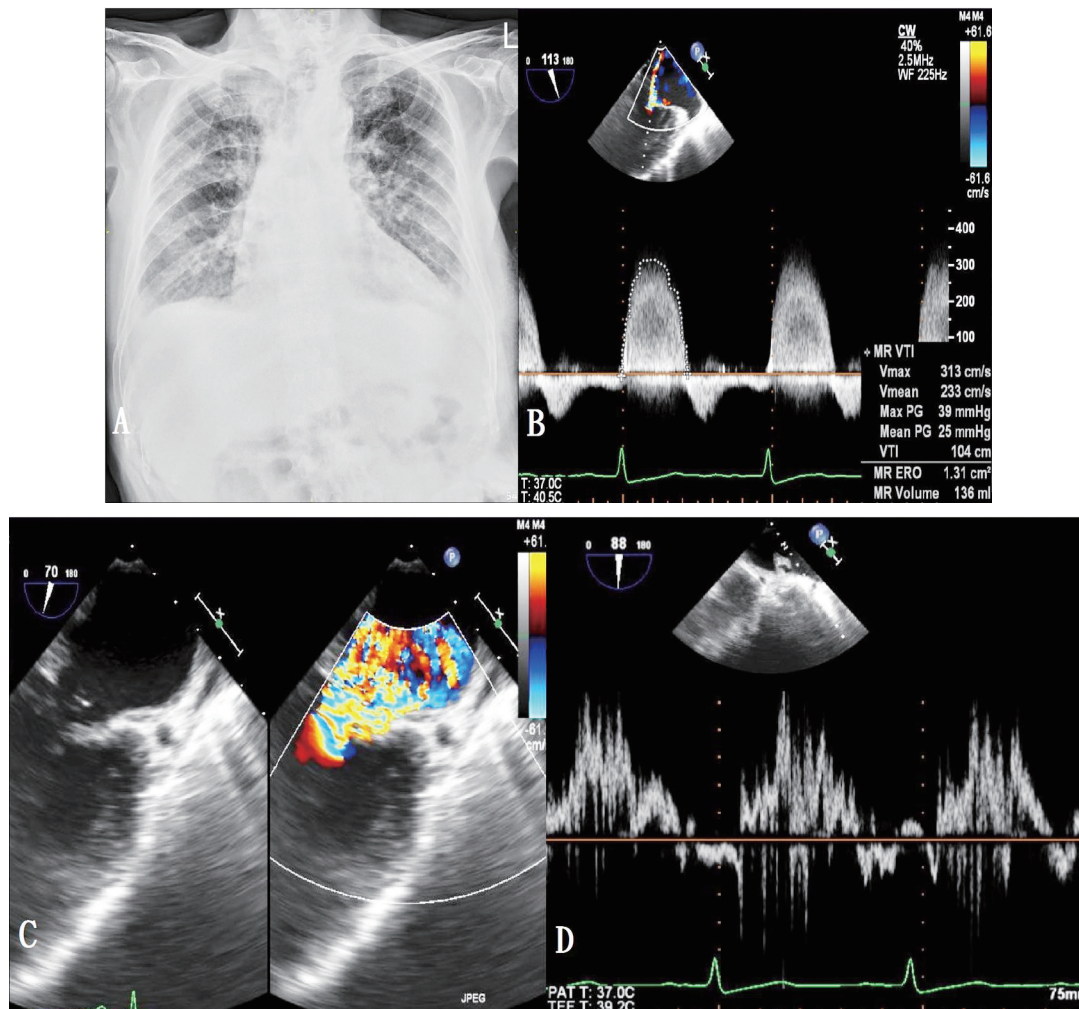 L
A
M4 M4
+61.6
CW
40%
2.5MHz
WF 225Hz
P
0 113 180
X
-61.6
cm/s
400
300
200
100
MR VTI
Vmax 313 cm/s
Vmean 233 cm/s
Max PG 39 mmHg
Mean PG 25 mmHg
VTI 104 cm
MR ERO 1.31 cm²
MR Volume 136 ml
B
T: 37.0C
T: 40.5C
M4 M4
+61.
P
0 70 180
X
-61.
cm/
C
JPEG
P
0 88 180
X
D
PAT T: 37.0C
TEE T: 39.2C
75m